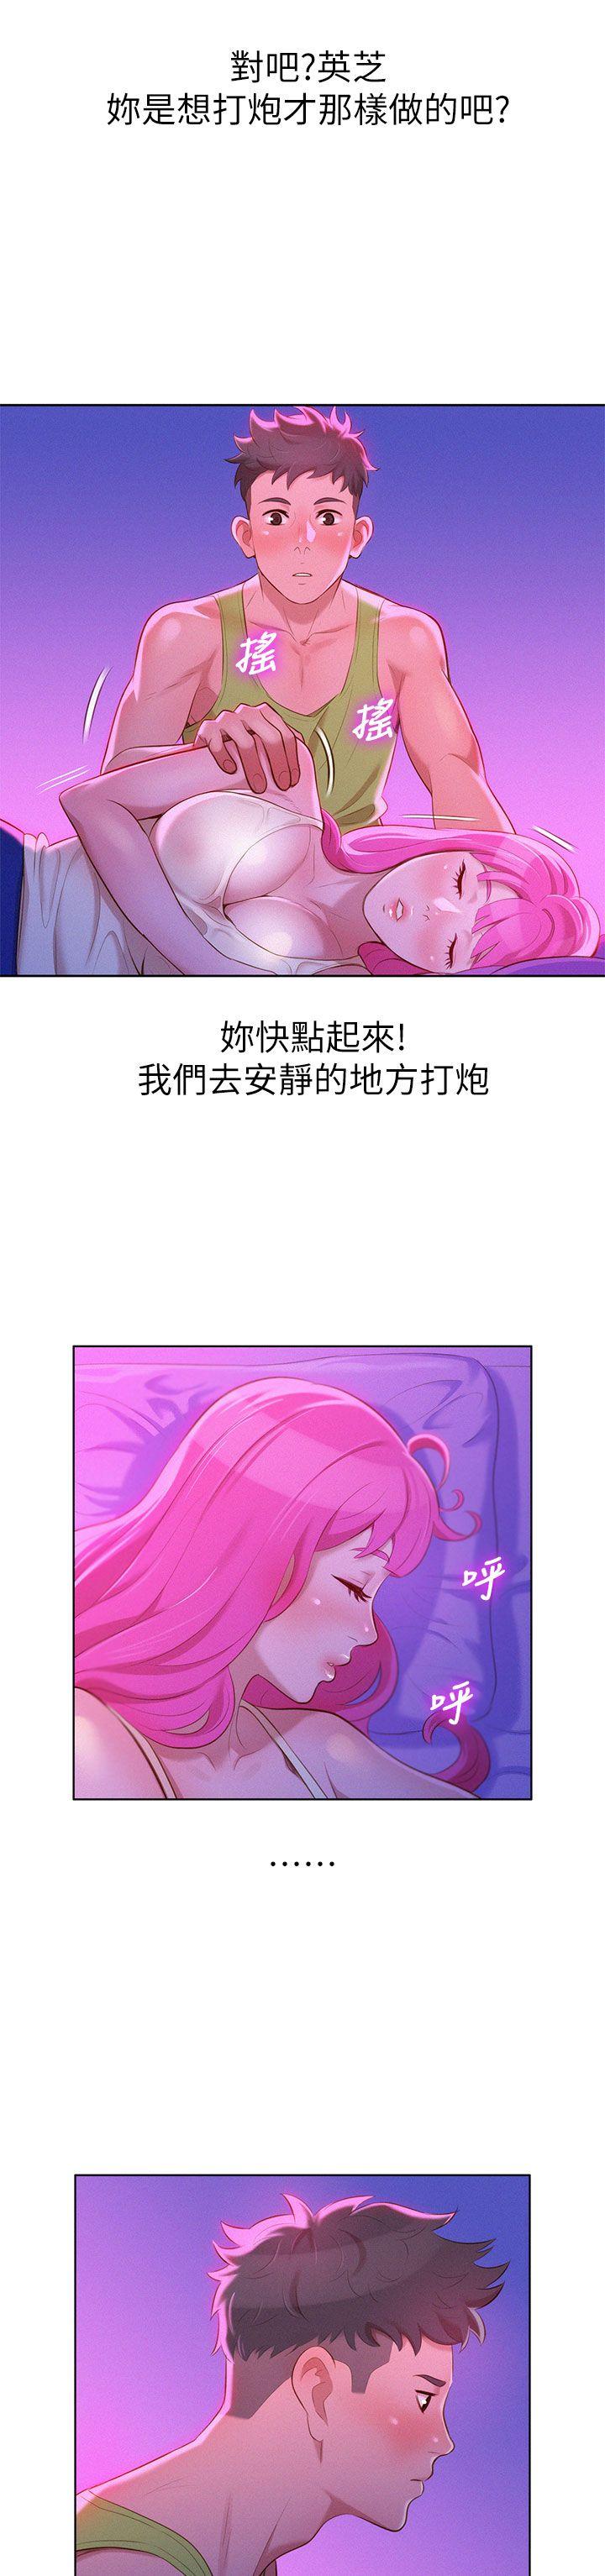 對吧?英芝
妳是想打炮才那樣做的吧?
搖
搖
妳快點起來!
我們去安靜的地方打炮
呼
呼
......